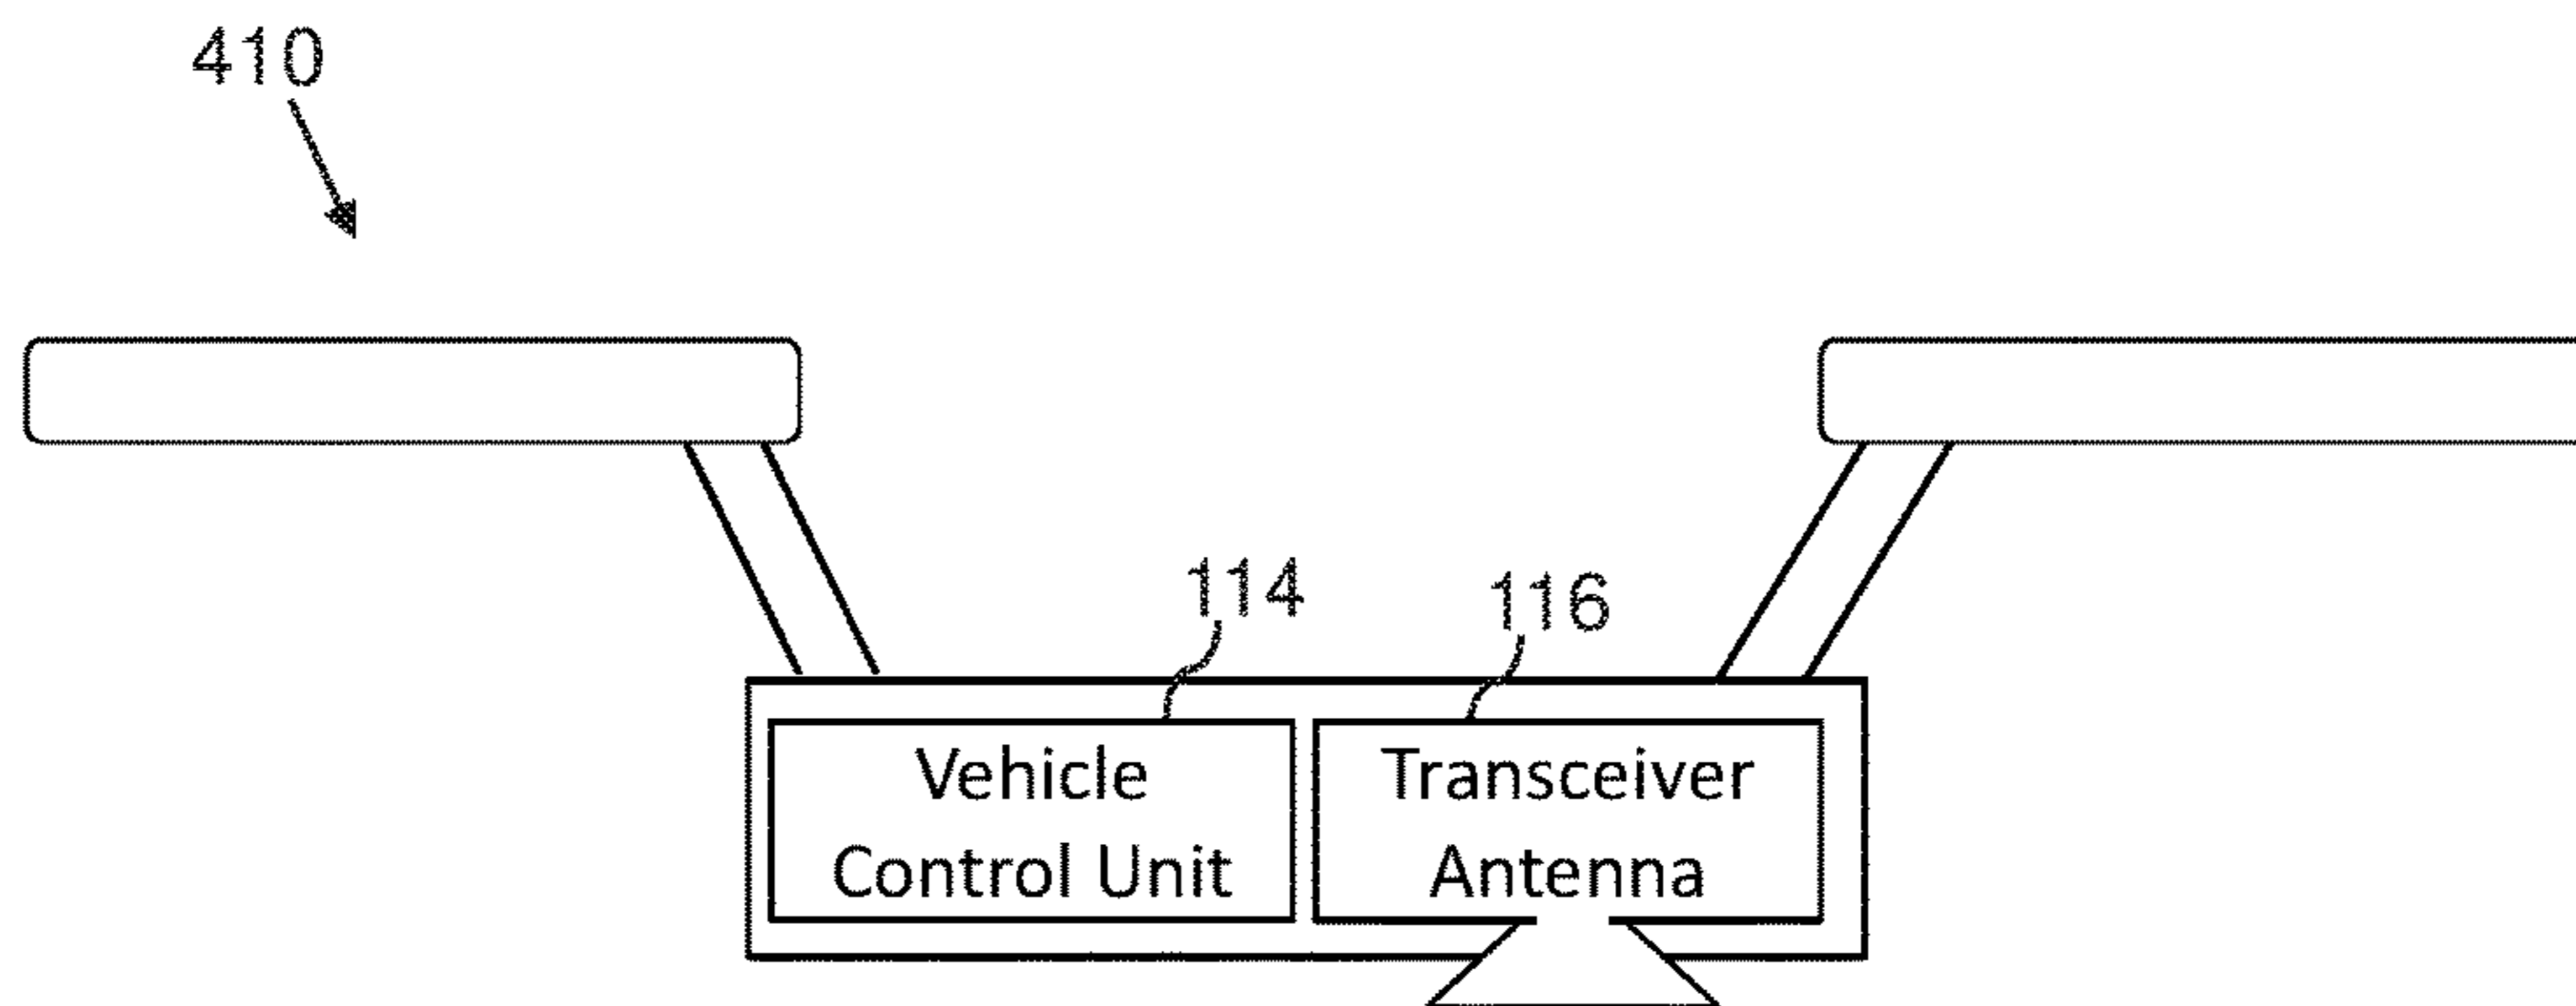 410
114
116
Vehicle
Control Unit
Transceiver
Antenna